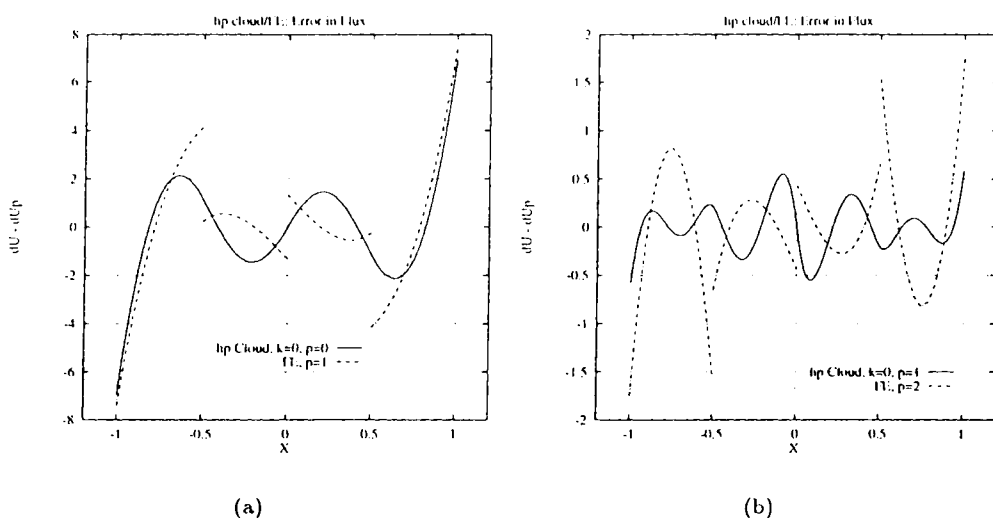 hp cloud/FE: Error in Flux
8
6
4
2
0
-2
-4
-6
-8
dU - dUp
-1
-0.5
0
0.5
1
X
hp Cloud, k=0, p=0
FE, p=1
(a)
hp cloud/FE: Error in Flux
2
1.5
1
0.5
0
-0.5
-1
-1.5
-2
dU - dUp
-1
-0.5
0
0.5
1
X
hp Cloud, k=0, p=
FE, p=2
(b)